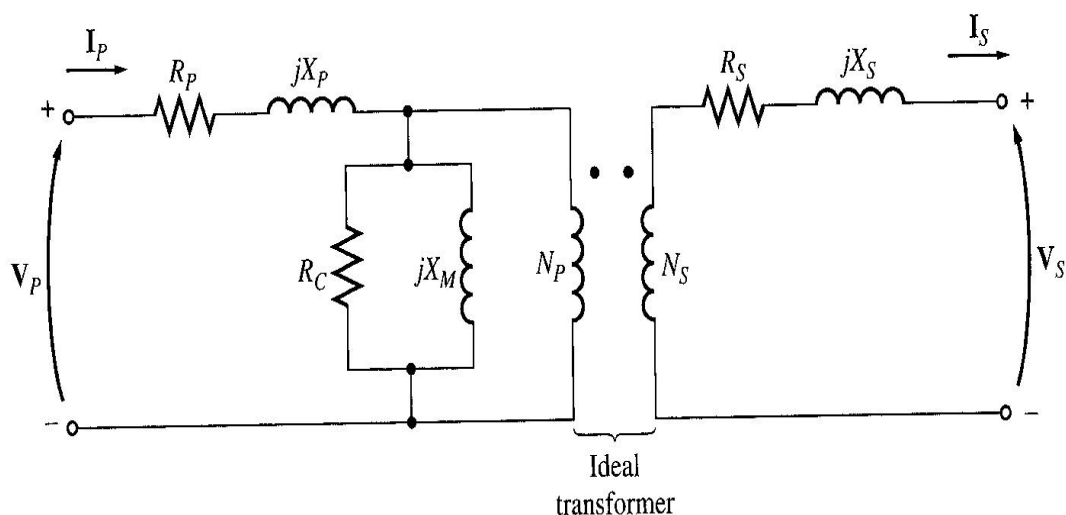 I_P
R_P
jX_P
R_S
jX_S
I_S
+
+
V_P
R_C
jX_M
N_P
N_S
V_S
–
–
Ideal
transformer